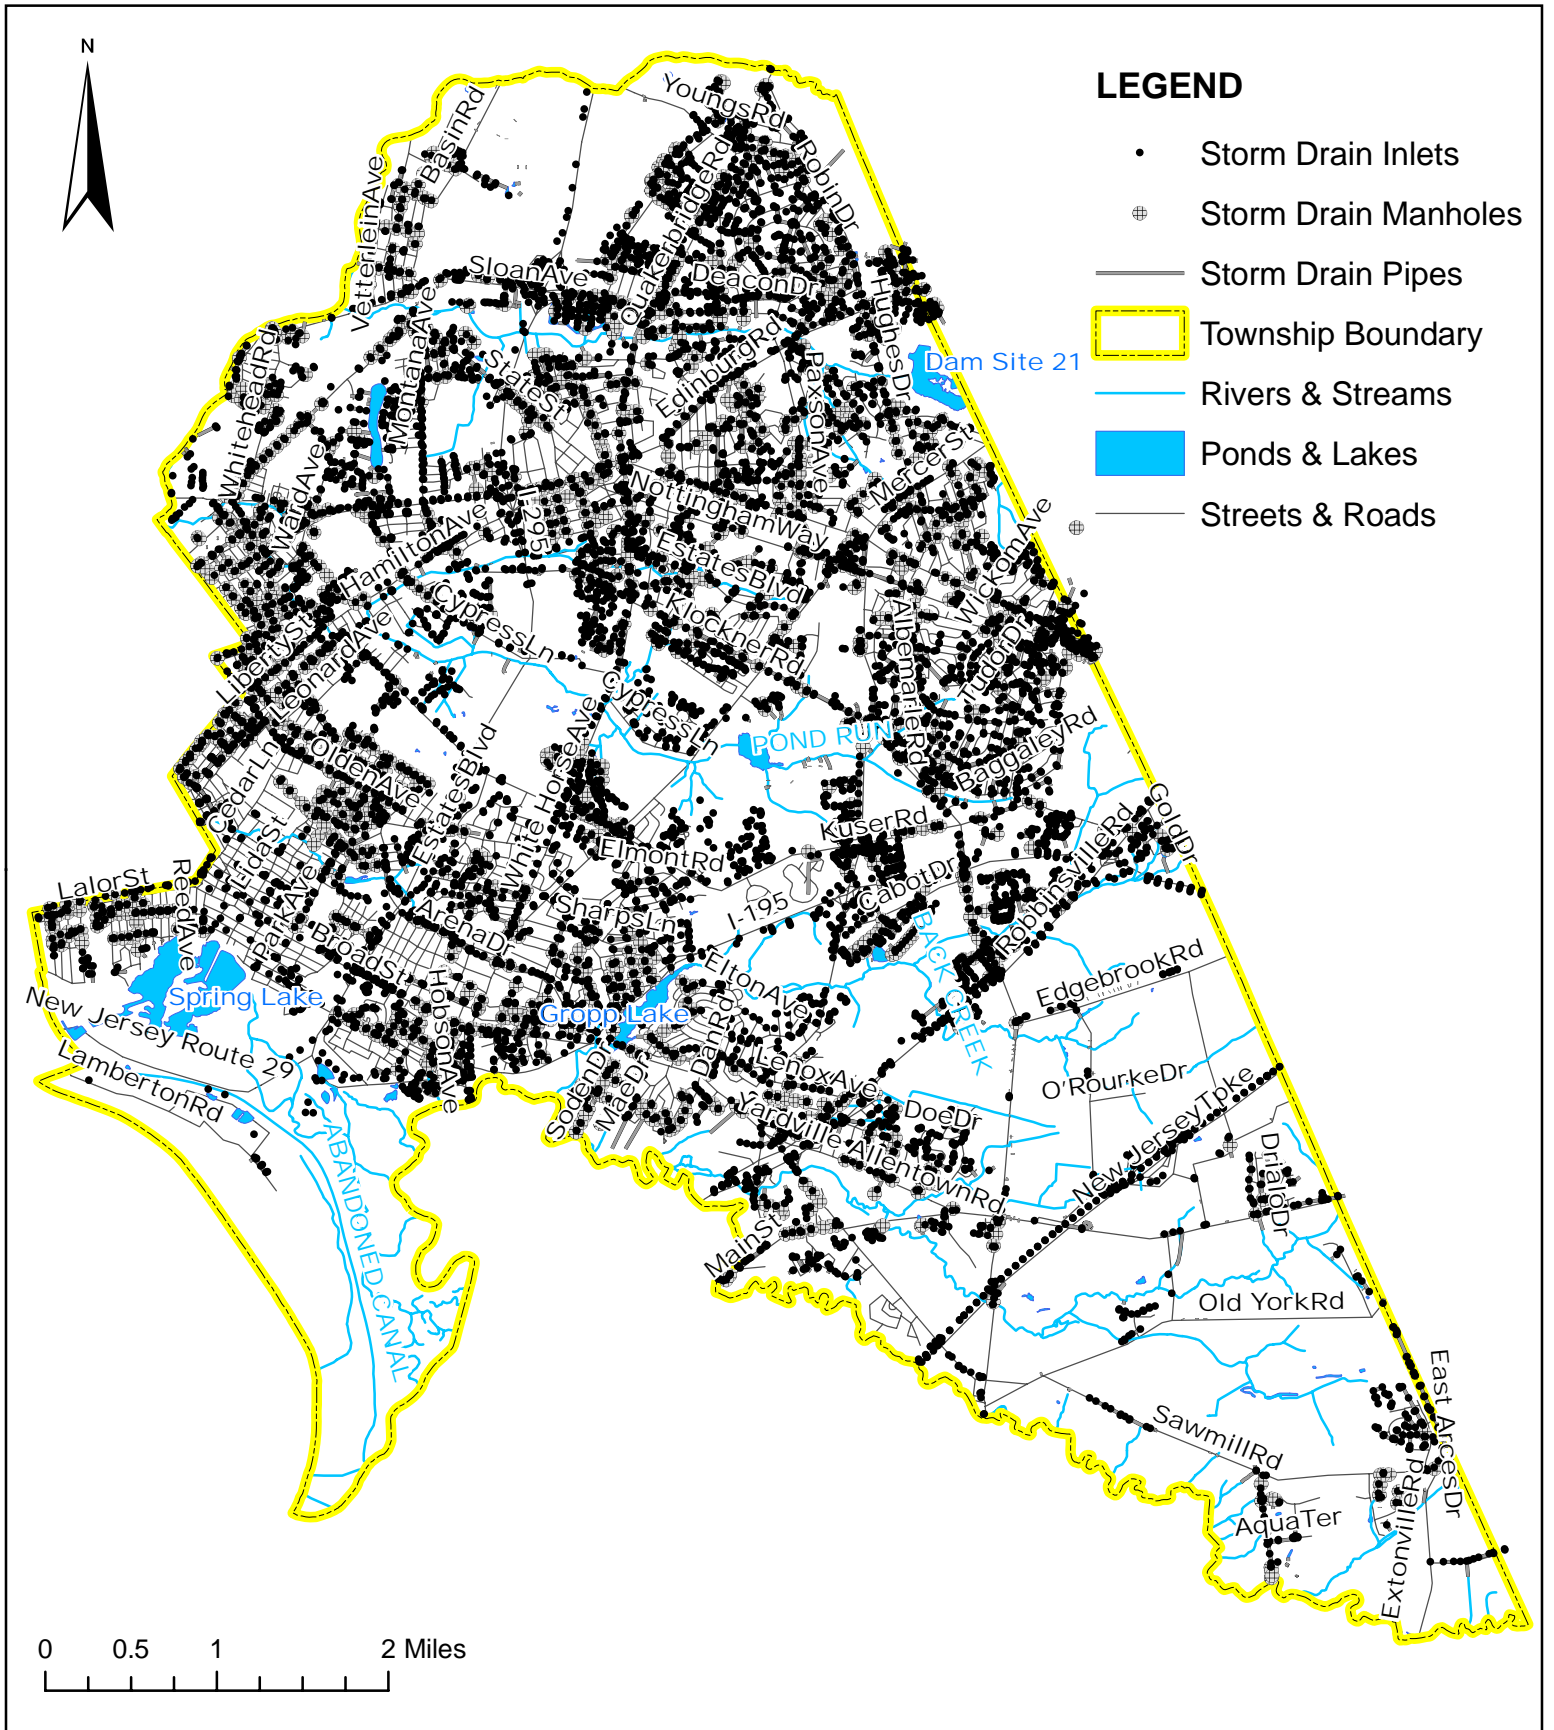 N
LEGEND
Storm Drain Inlets
Storm Drain Manholes
Storm Drain Pipes
Township Boundary
Rivers & Streams
Ponds & Lakes
Streets & Roads
YoungsRd
BasinRd
RobinDr
VetterleinAve
QuakerbridgeRd
SloanAve
DeaconDr
HughesDr
MontanaAve
WhiteheadRd
StateSt
EdinburgRd
PaxsonAve
Dam Site 21
WardAve
MercerSt
I-295
NottinghamWay
HamiltonAve
EstatesBlvd
WickomAve
CypressLn
KlocknerRd
AlbemarleRd
LibertySt
LeonardAve
TudorDr
CypressLn
POND RUN
BaggaleyRd
CedarLn
OldenAve
EstatesBlvd
White HorseAve
GoldDr
KuserRd
RobbinsvilleRd
EdaSt
ElmontRd
CabotDr
LalorSt
ReedAve
ParkAve
ArenaDr
SharpsLn
I-195
BACK CREEK
BroadSt
EltonAve
EdgebrookRd
Spring Lake
HobsonAve
Gropp Lake
DanRd
New Jersey Route 29
LambertonRd
SodenDr
MaeDr
LenoxAve
DoeDr
O'RourkeDr
New JerseyTpke
Yardville AllentownRd
ABANDONED CANAL
DrialoDr
MainSt
Old YorkRd
East ArcesDr
SawmillRd
AquaTer
ExtonvilleRd
0 0.5 1 2 Miles